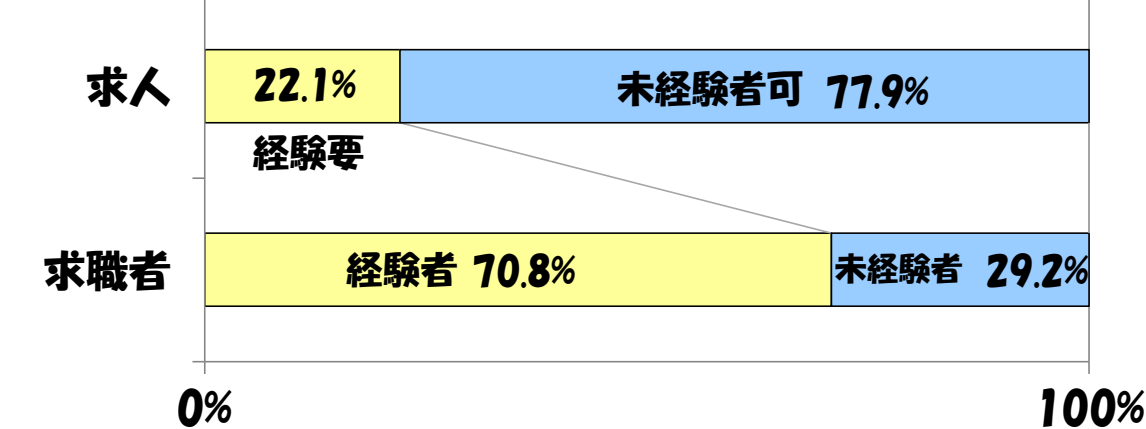 求人 22.1% 未経験者可 77.9%
経験要
求職者 経験者 70.8% 未経験者 29.2%
0% 100%